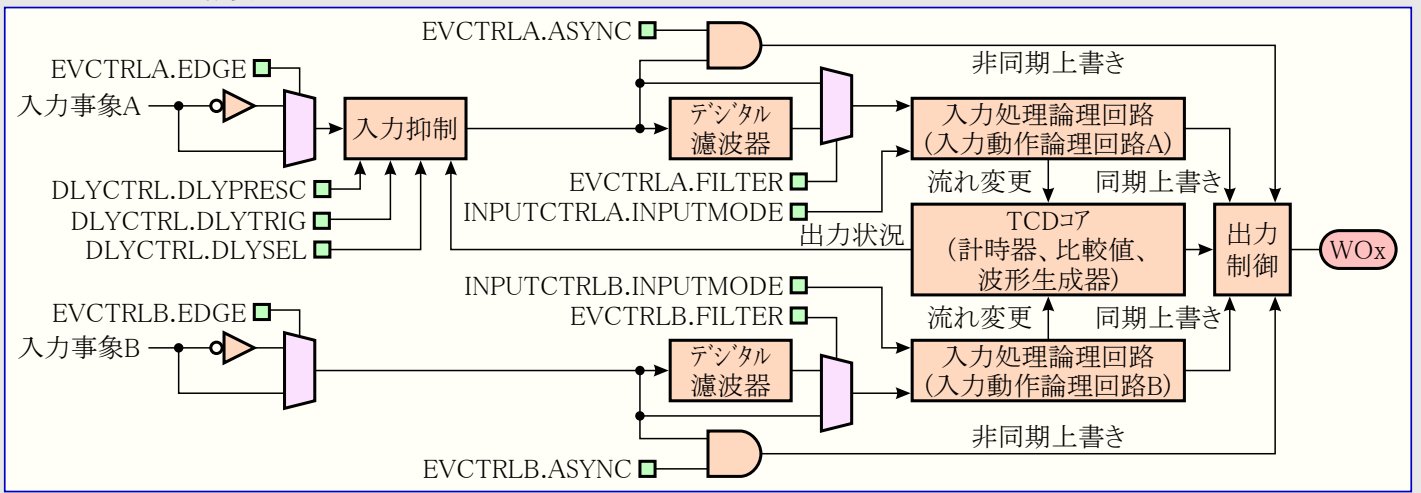 EVCTRLA.ASYNC
非同期上書き
EVCTRLA.EDGE
入力事象A
入力抑制
デジタル
濾波器
入力処理論理回路
(入力動作論理回路A)
DLYCTRL.DLYPRESC
DLYCTRL.DLYTRIG
DLYCTRL.DLYSEL
EVCTRLA.FILTER
INPUTCTRLA.INPUTMODE
流れ変更
同期上書き
出力状況
TCDコア
(計時器、比較値、
波形生成器)
出力
制御
WOx
INPUTCTRLB.INPUTMODE
EVCTRLB.FILTER
流れ変更
同期上書き
EVCTRLB.EDGE
入力事象B
デジタル
濾波器
入力処理論理回路
(入力動作論理回路B)
非同期上書き
EVCTRLB.ASYNC